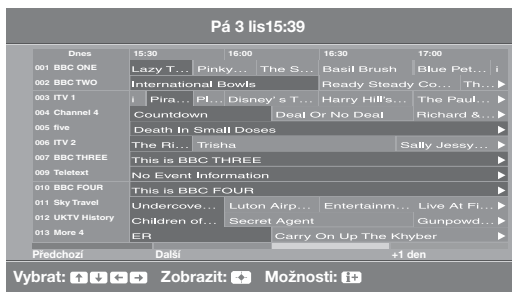 Pá 3 lis15:39
Dnes 15:30 16:00 16:30 17:00
001 BBC ONE Lazy T... Pinky... The S... Basil Brush Blue Pet... i
002 BBC TWO International Bowls Ready Steady Co... Th...
003 ITV 1 i Pira... Pl... Disney's T... Harry Hill's... The Paul...
004 Channel 4 Countdown Deal Or No Deal Richard &...
005 five Death In Small Doses
006 ITV 2 The Ri... Trisha Sally Jessy...
007 BBC THREE This is BBC THREE
009 Teletext No Event Information
010 BBC FOUR This is BBC FOUR
011 Sky Travel Undercove... Luton Airp... Entertainm... Live At Fi...
012 UKTV History Children of... Secret Agent Gunpowd...
013 More 4 ER Carry On Up The Khyber
Předchozí Další +1 den
Vybrat: Zobrazit: Možnosti: i+